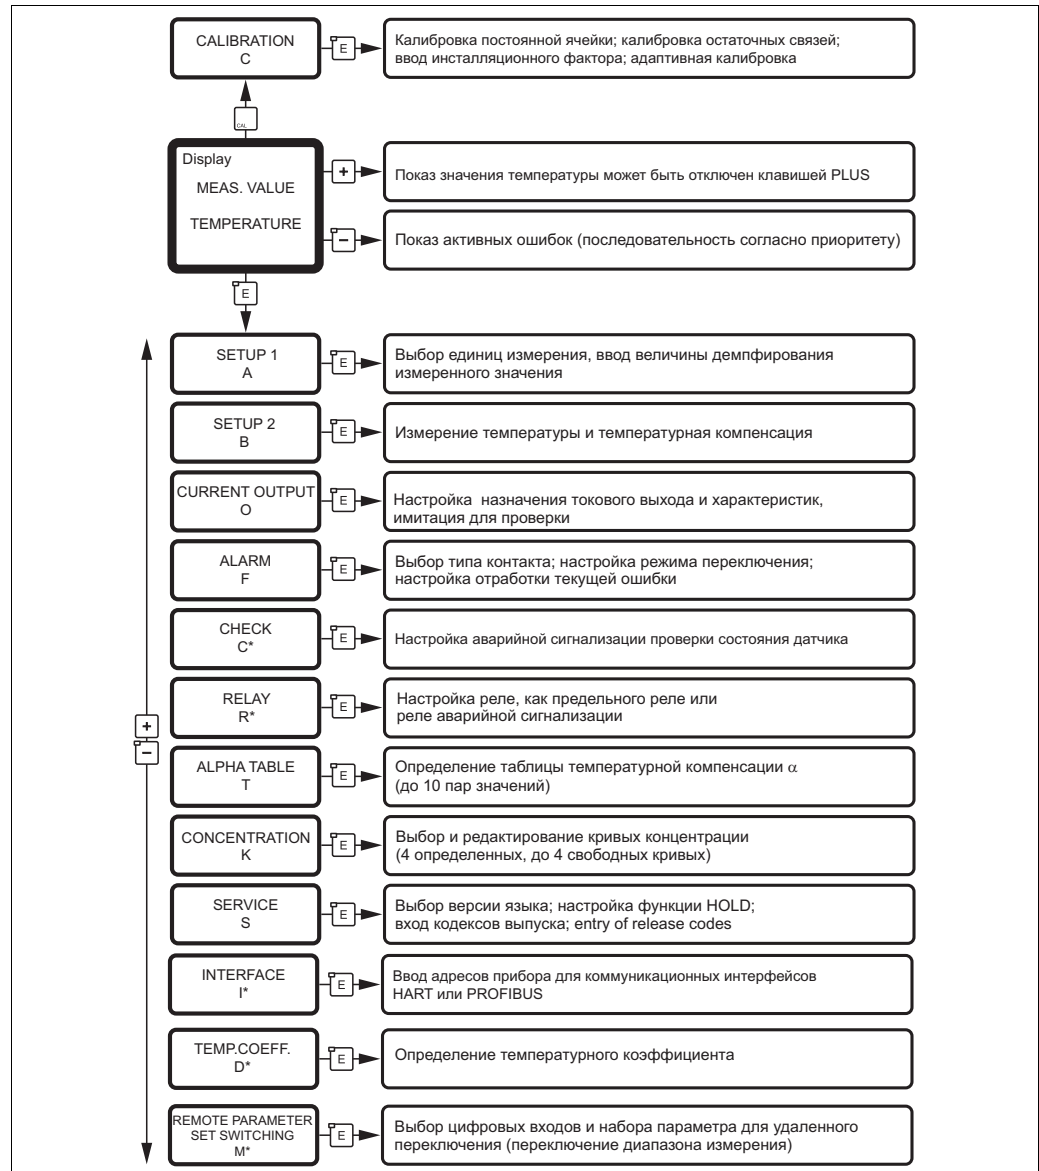 CALIBRATION
C
E
Калибровка постоянной ячейки; калибровка остаточных связей;
ввод инсталляционного фактора; адаптивная калибровка
CAL
Display
MEAS. VALUE
TEMPERATURE
+
Показ значения температуры может быть отключен клавишей PLUS
−
Показ активных ошибок (последовательность согласно приоритету)
E
SETUP 1
A
E
Выбор единиц измерения, ввод величины демпфирования
измеренного значения
SETUP 2
B
E
Измерение температуры и температурная компенсация
CURRENT OUTPUT
O
E
Настройка назначения токового выхода и характеристик,
имитация для проверки
ALARM
F
E
Выбор типа контакта; настройка режима переключения;
настройка отработки текущей ошибки
CHECK
C*
E
Настройка аварийной сигнализации проверки состояния датчика
RELAY
R*
E
Настройка реле, как предельного реле или
реле аварийной сигнализации
+
−
ALPHA TABLE
T
E
Определение таблицы температурной компенсации α
(до 10 пар значений)
CONCENTRATION
K
E
Выбор и редактирование кривых концентрации
(4 определенных, до 4 свободных кривых)
SERVICE
S
E
Выбор версии языка; настройка функции HOLD;
вход кодексов выпуска; entry of release codes
INTERFACE
I*
E
Ввод адресов прибора для коммуникационных интерфейсов
HART или PROFIBUS
TEMP.COEFF.
D*
E
Определение температурного коэффициента
REMOTE PARAMETER
SET SWITCHING
M*
E
Выбор цифровых входов и набора параметра для удаленного
переключения (переключение диапазона измерения)